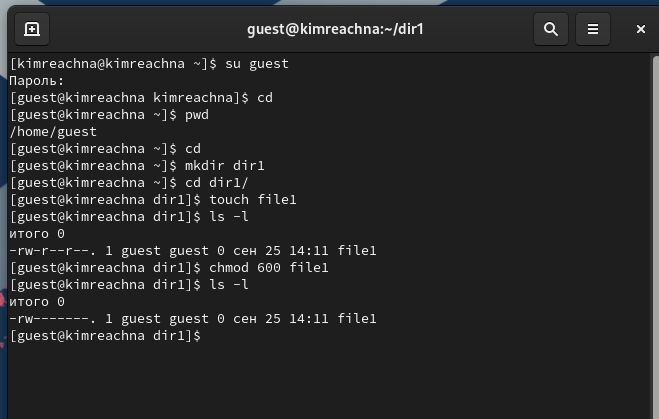 guest@kimreachna:~/dir1
[kimreachna@kimreachna ~]$ su guest
Пароль:
[guest@kimreachna kimreachna]$ cd
[guest@kimreachna ~]$ pwd
/home/guest
[guest@kimreachna ~]$ cd
[guest@kimreachna ~]$ mkdir dir1
[guest@kimreachna ~]$ cd dir1/
[guest@kimreachna dir1]$ touch file1
[guest@kimreachna dir1]$ ls -l
итого 0
-rw-r--r--. 1 guest guest 0 сен 25 14:11 file1
[guest@kimreachna dir1]$ chmod 600 file1
[guest@kimreachna dir1]$ ls -l
итого 0
-rw-------. 1 guest guest 0 сен 25 14:11 file1
[guest@kimreachna dir1]$